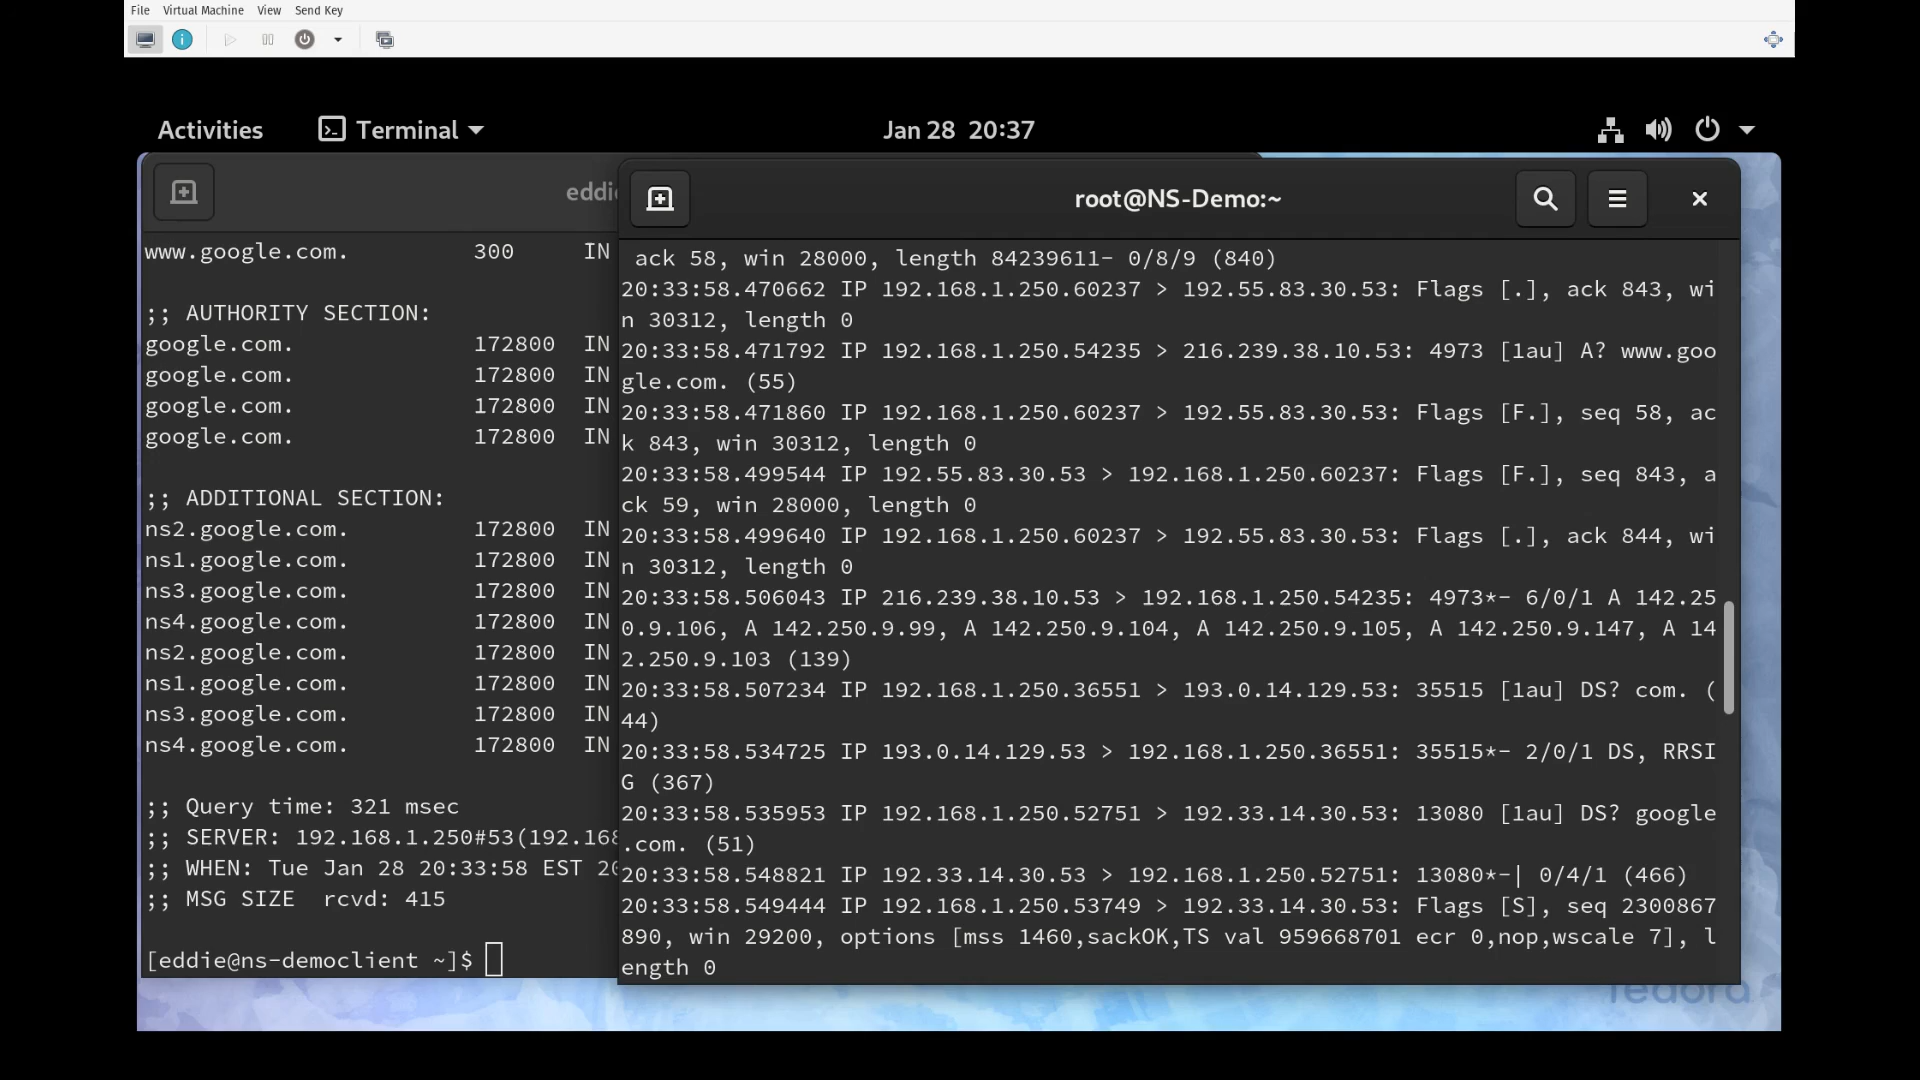 File Virtual Machine View Send Key
Activities Terminal Jan 28 20:37
eddie
www.google.com. 300 IN
;; AUTHORITY SECTION:
google.com. 172800 IN
google.com. 172800 IN
google.com. 172800 IN
google.com. 172800 IN
;; ADDITIONAL SECTION:
ns2.google.com. 172800 IN
ns1.google.com. 172800 IN
ns3.google.com. 172800 IN
ns4.google.com. 172800 IN
ns2.google.com. 172800 IN
ns1.google.com. 172800 IN
ns3.google.com. 172800 IN
ns4.google.com. 172800 IN
;; Query time: 321 msec
;; SERVER: 192.168.1.250#53(192.168
;; WHEN: Tue Jan 28 20:33:58 EST 20
;; MSG SIZE rcvd: 415
[eddie@ns-democlient ~]$
root@NS-Demo:~
ack 58, win 28000, length 84239611- 0/8/9 (840)
20:33:58.470662 IP 192.168.1.250.60237 > 192.55.83.30.53: Flags [.], ack 843, wi
n 30312, length 0
20:33:58.471792 IP 192.168.1.250.54235 > 216.239.38.10.53: 4973 [1au] A? www.goo
gle.com. (55)
20:33:58.471860 IP 192.168.1.250.60237 > 192.55.83.30.53: Flags [F.], seq 58, ac
k 843, win 30312, length 0
20:33:58.499544 IP 192.55.83.30.53 > 192.168.1.250.60237: Flags [F.], seq 843, a
ck 59, win 28000, length 0
20:33:58.499640 IP 192.168.1.250.60237 > 192.55.83.30.53: Flags [.], ack 844, wi
n 30312, length 0
20:33:58.506043 IP 216.239.38.10.53 > 192.168.1.250.54235: 4973*- 6/0/1 A 142.25
0.9.106, A 142.250.9.99, A 142.250.9.104, A 142.250.9.105, A 142.250.9.147, A 14
2.250.9.103 (139)
20:33:58.507234 IP 192.168.1.250.36551 > 193.0.14.129.53: 35515 [1au] DS? com. (
44)
20:33:58.534725 IP 193.0.14.129.53 > 192.168.1.250.36551: 35515*- 2/0/1 DS, RRSI
G (367)
20:33:58.535953 IP 192.168.1.250.52751 > 192.33.14.30.53: 13080 [1au] DS? google
.com. (51)
20:33:58.548821 IP 192.33.14.30.53 > 192.168.1.250.52751: 13080*-| 0/4/1 (466)
20:33:58.549444 IP 192.168.1.250.53749 > 192.33.14.30.53: Flags [S], seq 2300867
890, win 29200, options [mss 1460,sackOK,TS val 959668701 ecr 0,nop,wscale 7], l
ength 0
fedora